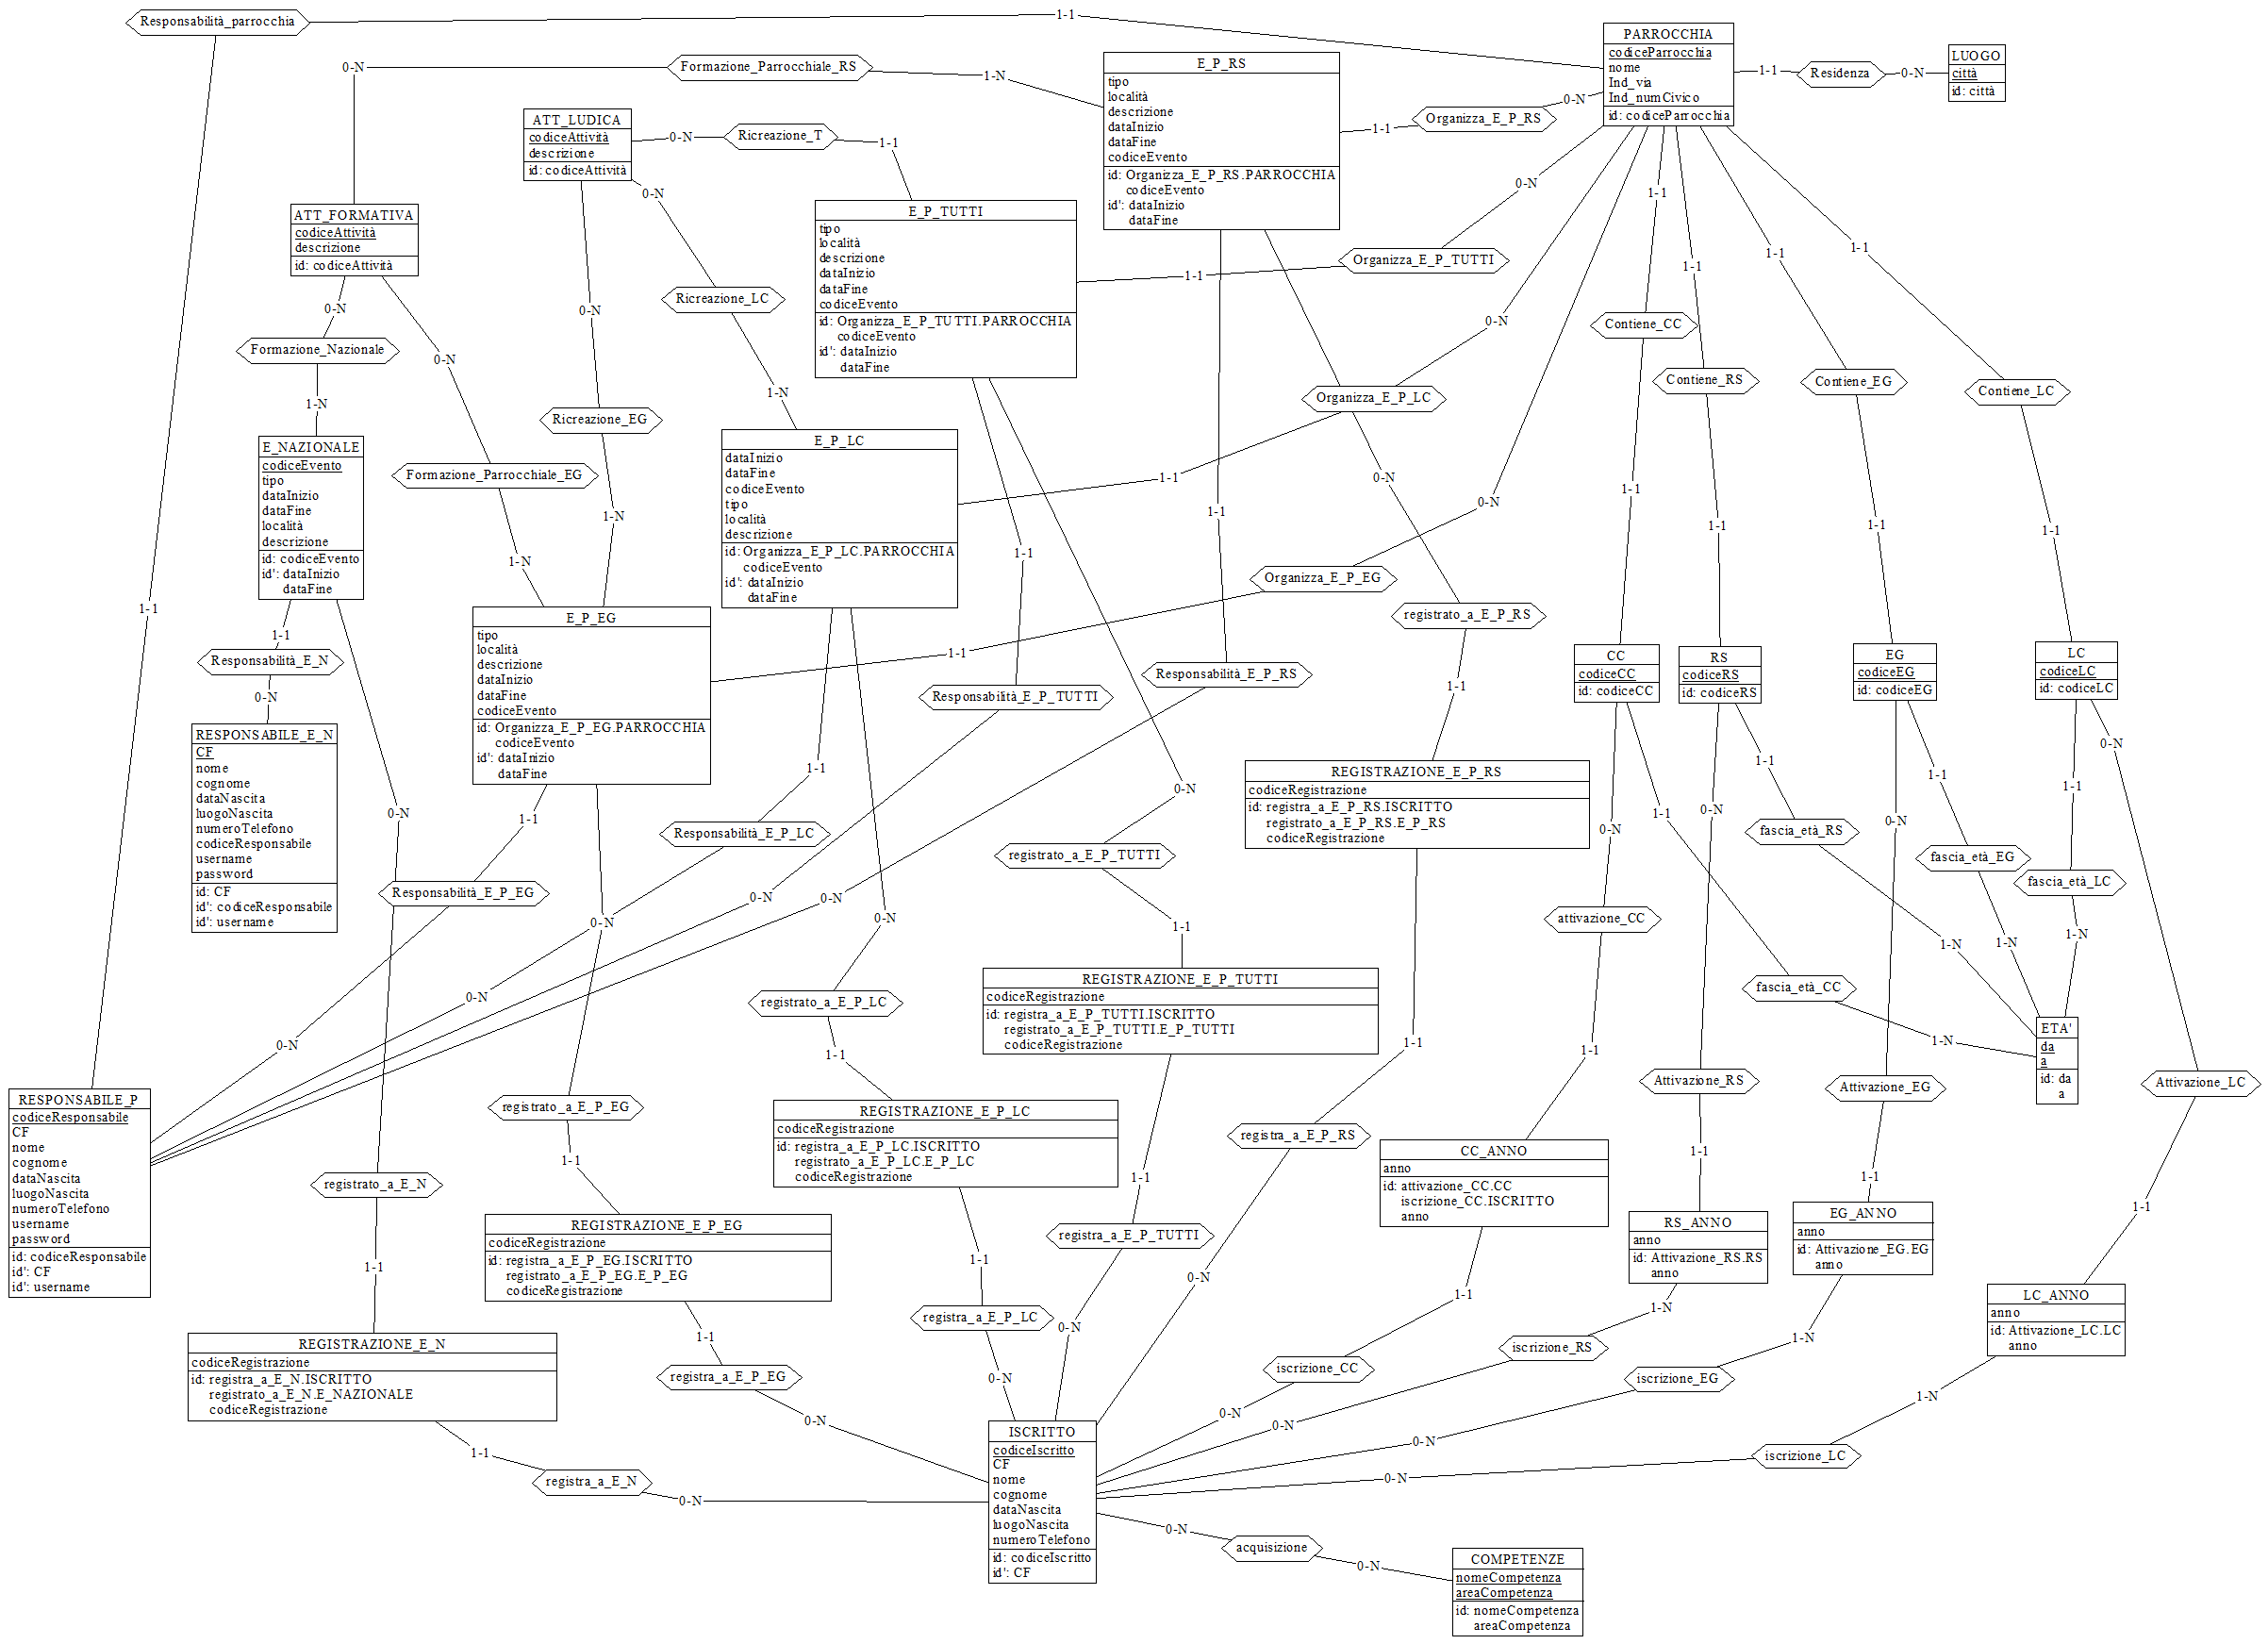 Responsabilità_parrocchia
1-1
PARROCCHIA
codiceParrocchia
nome
Ind_via
Ind_numCivico
id: codiceParrocchia
1-1
Residenza
0-N
LUOGO
città
id: città
0-N
Formazione_Parrocchiale_RS
1-N
E_P_RS
tipo
località
descrizione
dataInizio
dataFine
codiceEvento
id: Organizza_E_P_RS.PARROCCHIA
codiceEvento
id': dataInizio
dataFine
0-N
Organizza_E_P_RS
1-1
ATT_LUDICA
codiceAttività
descrizione
id: codiceAttività
0-N
Ricreazione_T
1-1
0-N
0-N
1-1
ATT_FORMATIVA
codiceAttività
descrizione
id: codiceAttività
E_P_TUTTI
tipo
località
descrizione
dataInizio
dataFine
codiceEvento
id: Organizza_E_P_TUTTI.PARROCCHIA
codiceEvento
id': dataInizio
dataFine
1-1
Organizza_E_P_TUTTI
1-1
1-1
1-1
Ricreazione_LC
0-N
0-N
0-N
Contiene_CC
Formazione_Nazionale
0-N
Contiene_RS
Contiene_EG
Contiene_LC
1-N
1-N
Organizza_E_P_LC
Ricreazione_EG
E_NAZIONALE
codiceEvento
tipo
dataInizio
dataFine
località
descrizione
id: codiceEvento
id': dataInizio
dataFine
E_P_LC
dataInizio
dataFine
codiceEvento
tipo
località
descrizione
id: Organizza_E_P_LC.PARROCCHIA
codiceEvento
id': dataInizio
dataFine
Formazione_Parrocchiale_EG
1-1
0-N
0-N
1-1
1-N
1-1
1-1
1-1
1-1
1-N
1-1
Organizza_E_P_EG
1-1
E_P_EG
tipo
località
descrizione
dataInizio
dataFine
codiceEvento
id: Organizza_E_P_EG.PARROCCHIA
codiceEvento
id': dataInizio
dataFine
registrato_a_E_P_RS
1-1
Responsabilità_E_N
0-N
1-1
Responsabilità_E_P_RS
Responsabilità_E_P_TUTTI
1-1
CC
codiceCC
id: codiceCC
RS
codiceRS
id: codiceRS
EG
codiceEG
id: codiceEG
LC
codiceLC
id: codiceLC
RESPONSABILE_E_N
CF
nome
cognome
dataNascita
luogoNascita
numeroTelefono
codiceResponsabile
username
password
id: CF
id': codiceResponsabile
id': username
0-N
1-1
1-1
1-1
1-1
0-N
REGISTRAZIONE_E_P_RS
codiceRegistrazione
id: registra_a_E_P_RS.ISCRITTO
registrato_a_E_P_RS.E_P_RS
codiceRegistrazione
0-N
1-1
Responsabilità_E_P_LC
1-1
0-N
1-1
0-N
0-N
fascia_età_RS
registrato_a_E_P_TUTTI
fascia_età_EG
fascia_età_LC
Responsabilità_E_P_EG
0-N
0-N
0-N
0-N
1-1
attivazione_CC
1-N
1-N
1-N
REGISTRAZIONE_E_P_TUTTI
codiceRegistrazione
id: registra_a_E_P_TUTTI.ISCRITTO
registrato_a_E_P_TUTTI.E_P_TUTTI
codiceRegistrazione
0-N
registrato_a_E_P_LC
fascia_età_CC
1-N
ETA'
da
a
id: da
a
0-N
1-1
1-1
1-1
Attivazione_RS
Attivazione_EG
Attivazione_LC
RESPONSABILE_P
codiceResponsabile
CF
nome
cognome
dataNascita
luogoNascita
numeroTelefono
username
password
id: codiceResponsabile
id': CF
id': username
registrato_a_E_P_EG
REGISTRAZIONE_E_P_LC
codiceRegistrazione
id: registra_a_E_P_LC.ISCRITTO
registrato_a_E_P_LC.E_P_LC
codiceRegistrazione
registra_a_E_P_RS
CC_ANNO
anno
id: attivazione_CC.CC
iscrizione_CC.ISCRITTO
anno
1-1
1-1
1-1
1-1
1-1
registrato_a_E_N
REGISTRAZIONE_E_P_EG
codiceRegistrazione
id: registra_a_E_P_EG.ISCRITTO
registrato_a_E_P_EG.E_P_EG
codiceRegistrazione
RS_ANNO
anno
id: Attivazione_RS.RS
anno
EG_ANNO
anno
id: Attivazione_EG.EG
anno
registra_a_E_P_TUTTI
1-1
1-1
0-N
1-1
LC_ANNO
anno
id: Attivazione_LC.LC
anno
1-N
registra_a_E_P_LC
0-N
1-1
1-N
REGISTRAZIONE_E_N
codiceRegistrazione
id: registra_a_E_N.ISCRITTO
registrato_a_E_N.E_NAZIONALE
codiceRegistrazione
iscrizione_RS
iscrizione_CC
registra_a_E_P_EG
0-N
iscrizione_EG
1-N
0-N
0-N
0-N
0-N
ISCRITTO
codiceIscritto
CF
nome
cognome
dataNascita
luogoNascita
numeroTelefono
id: codiceIscritto
id': CF
1-1
iscrizione_LC
0-N
registra_a_E_N
0-N
0-N
acquisizione
0-N
COMPETENZE
nomeCompetenza
areaCompetenza
id: nomeCompetenza
areaCompetenza